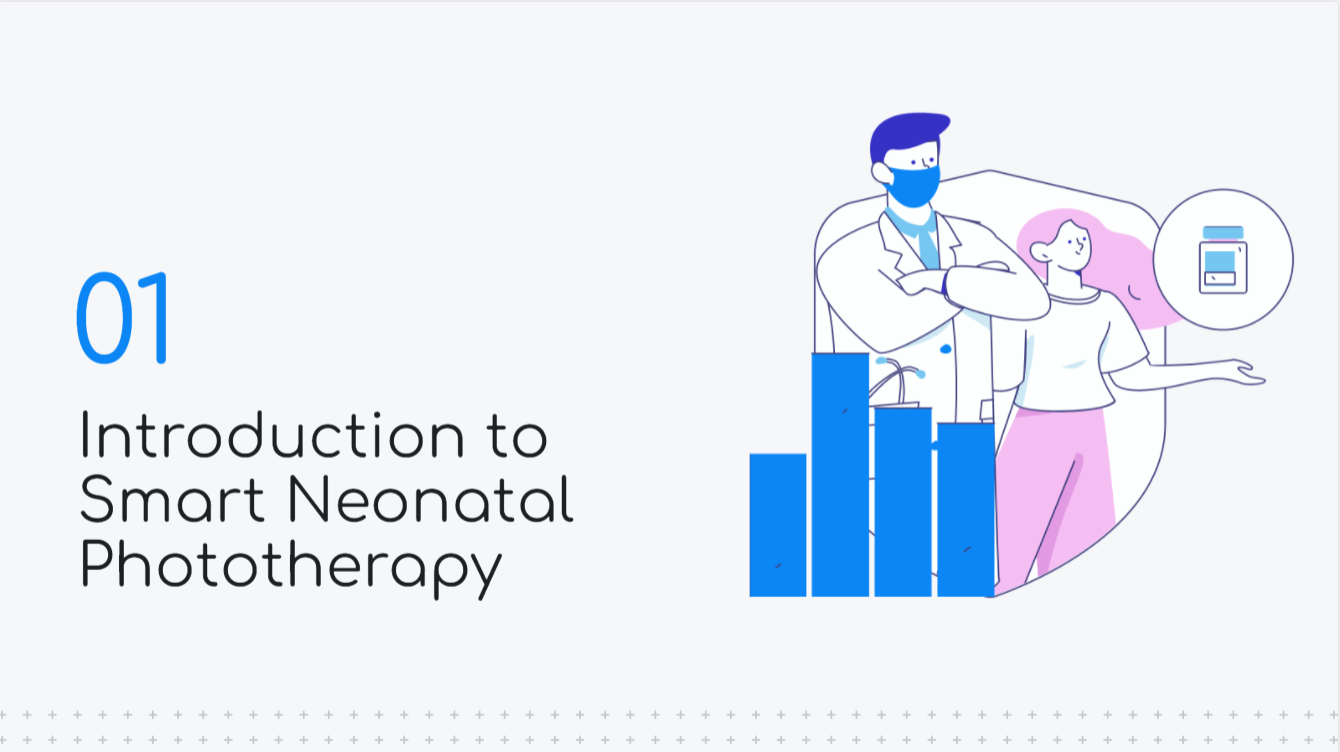 01
Introduction to
Smart Neonatal
Phototherapy